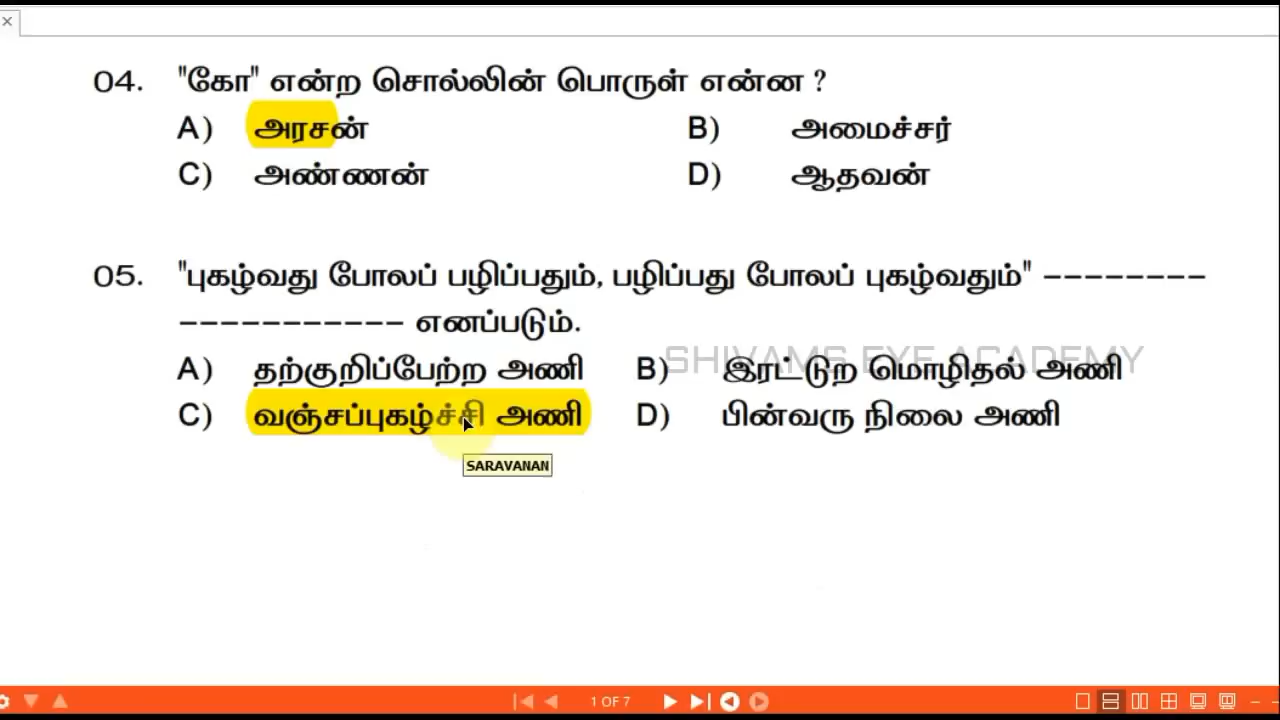 04. "கோ" என்ற சொல்லின் பொருள் என்ன ?
A) அரசன் B) அமைச்சர்
C) அண்ணன் D) ஆதவன்
05. "புகழ்வது போலப் பழிப்பதும், பழிப்பது போலப் புகழ்வதும்" --------
----------- எனப்படும்.
SHIVAMS EYE ACADEMY
A) தற்குறிப்பேற்ற அணி B) இரட்டுற மொழிதல் அணி
C) வஞ்சப்புகழ்ச்சி அணி D) பின்வரு நிலை அணி
SARAVANAN
1 OF 7